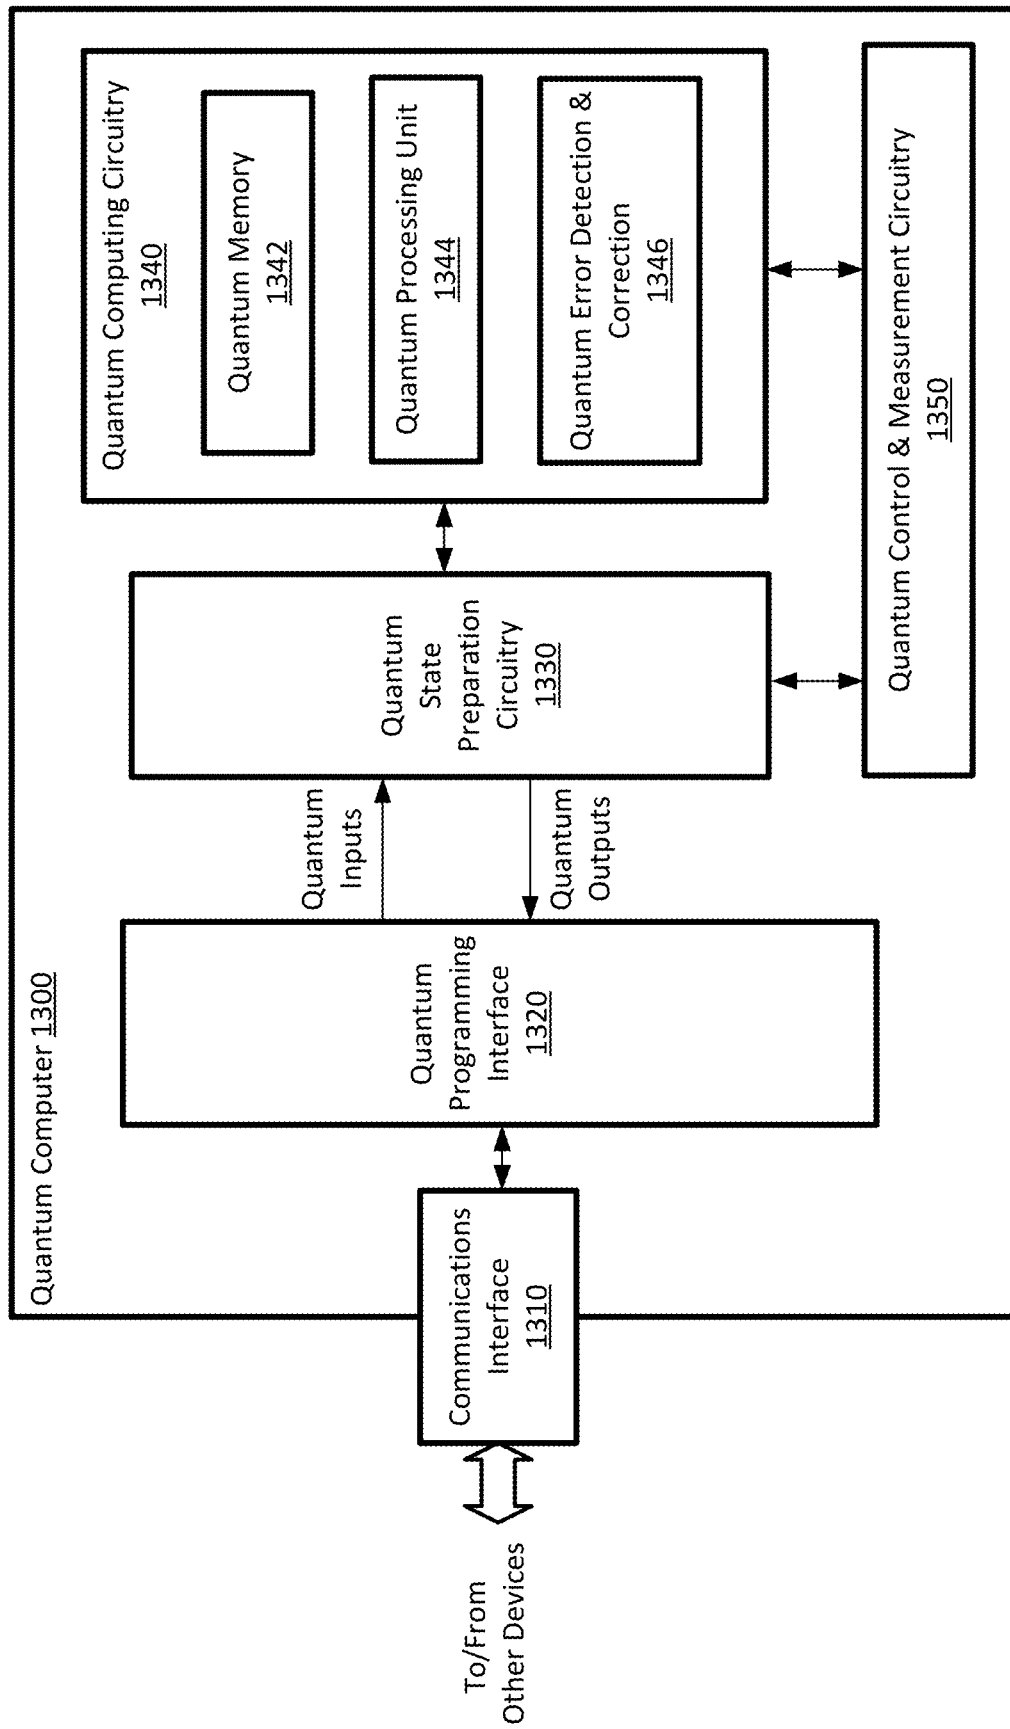 Quantum Computer 1300
To/From
Other Devices
Communications
Interface
1310
Quantum
Programming
Interface
1320
Quantum
Inputs
Quantum
Outputs
Quantum
State
Preparation
Circuitry
1330
Quantum Computing Circuitry
1340
Quantum Memory
1342
Quantum Processing Unit
1344
Quantum Error Detection &
Correction
1346
Quantum Control & Measurement Circuitry
1350